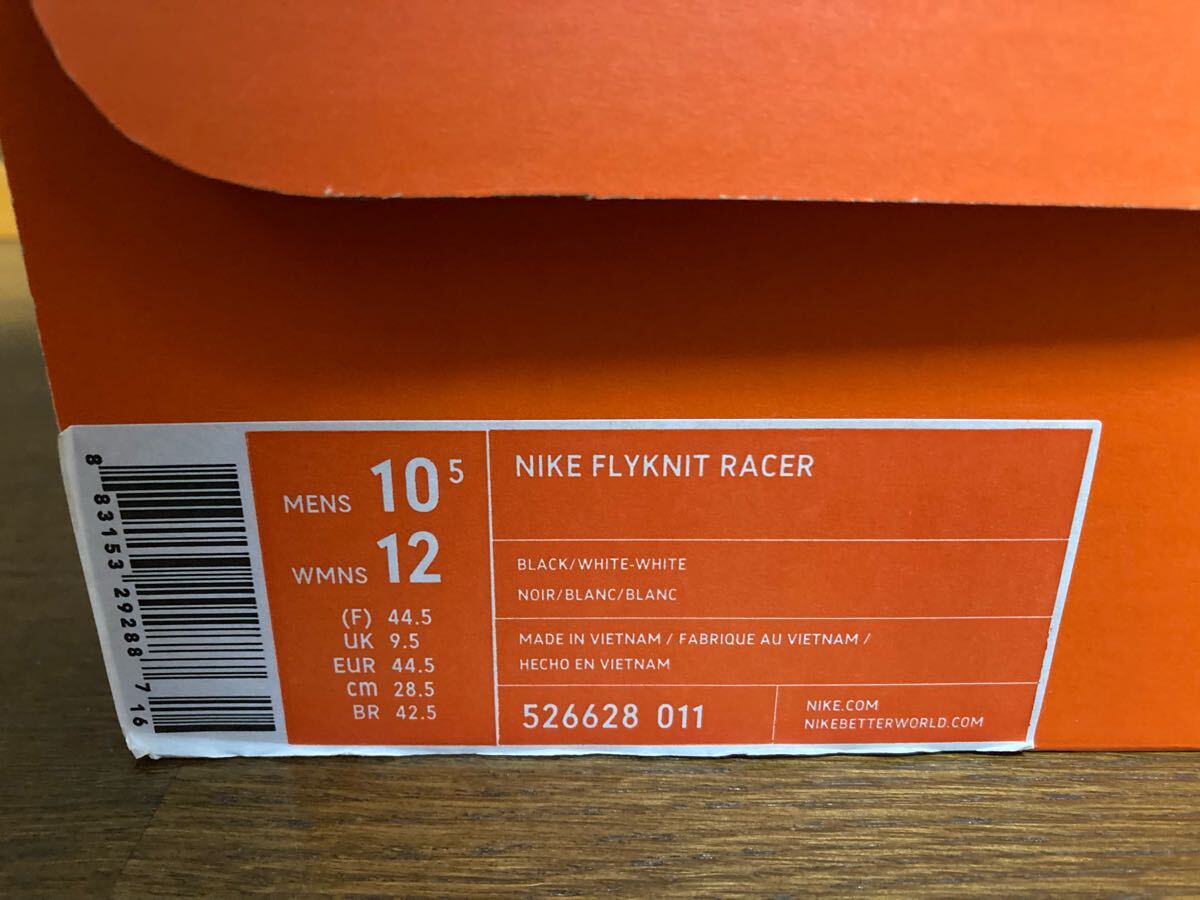 8 83153 29288 7 16
MENS 10 5
WMNS 12
(F) 44.5
UK 9.5
EUR 44.5
cm 28.5
BR 42.5
NIKE FLYKNIT RACER
BLACK/WHITE-WHITE
NOIR/BLANC/BLANC
MADE IN VIETNAM / FABRIQUE AU VIETNAM /
HECHO EN VIETNAM
526628 011
NIKE.COM
NIKEBETTERWORLD.COM